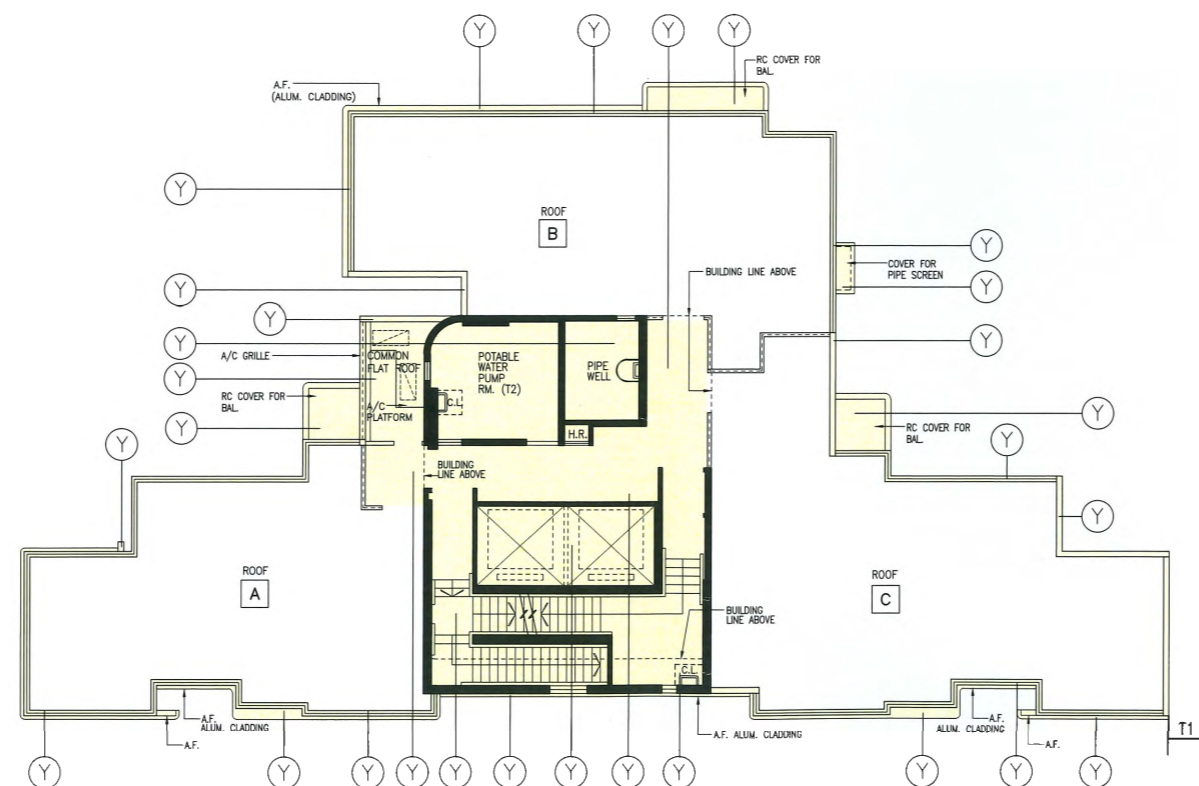 Y
Y
Y
Y
RC COVER FOR
BAL.
A.F.
(ALUM. CLADDING)
Y
ROOF
B
Y
COVER FOR
PIPE SCREEN
Y
BUILDING LINE ABOVE
Y
Y
Y
Y
A/C GRILLE
COMMON
FLAT ROOF
POTABLE
WATER
PUMP
RM. (T2)
PIPE
WELL
Y
RC COVER FOR
BAL.
A/C
PLATFORM
C.L.
Y
H.R.
Y
RC COVER FOR
BAL.
Y
Y
BUILDING
LINE ABOVE
Y
ROOF
A
ROOF
C
BUILDING
LINE ABOVE
C.L.
A.F.
ALUM. CLADDING
A.F.
A.F. ALUM. CLADDING
A.F.
ALUM. CLADDING
A.F.
T1
Y
Y
Y
Y
Y
Y
Y
Y
Y
Y
Y
Y